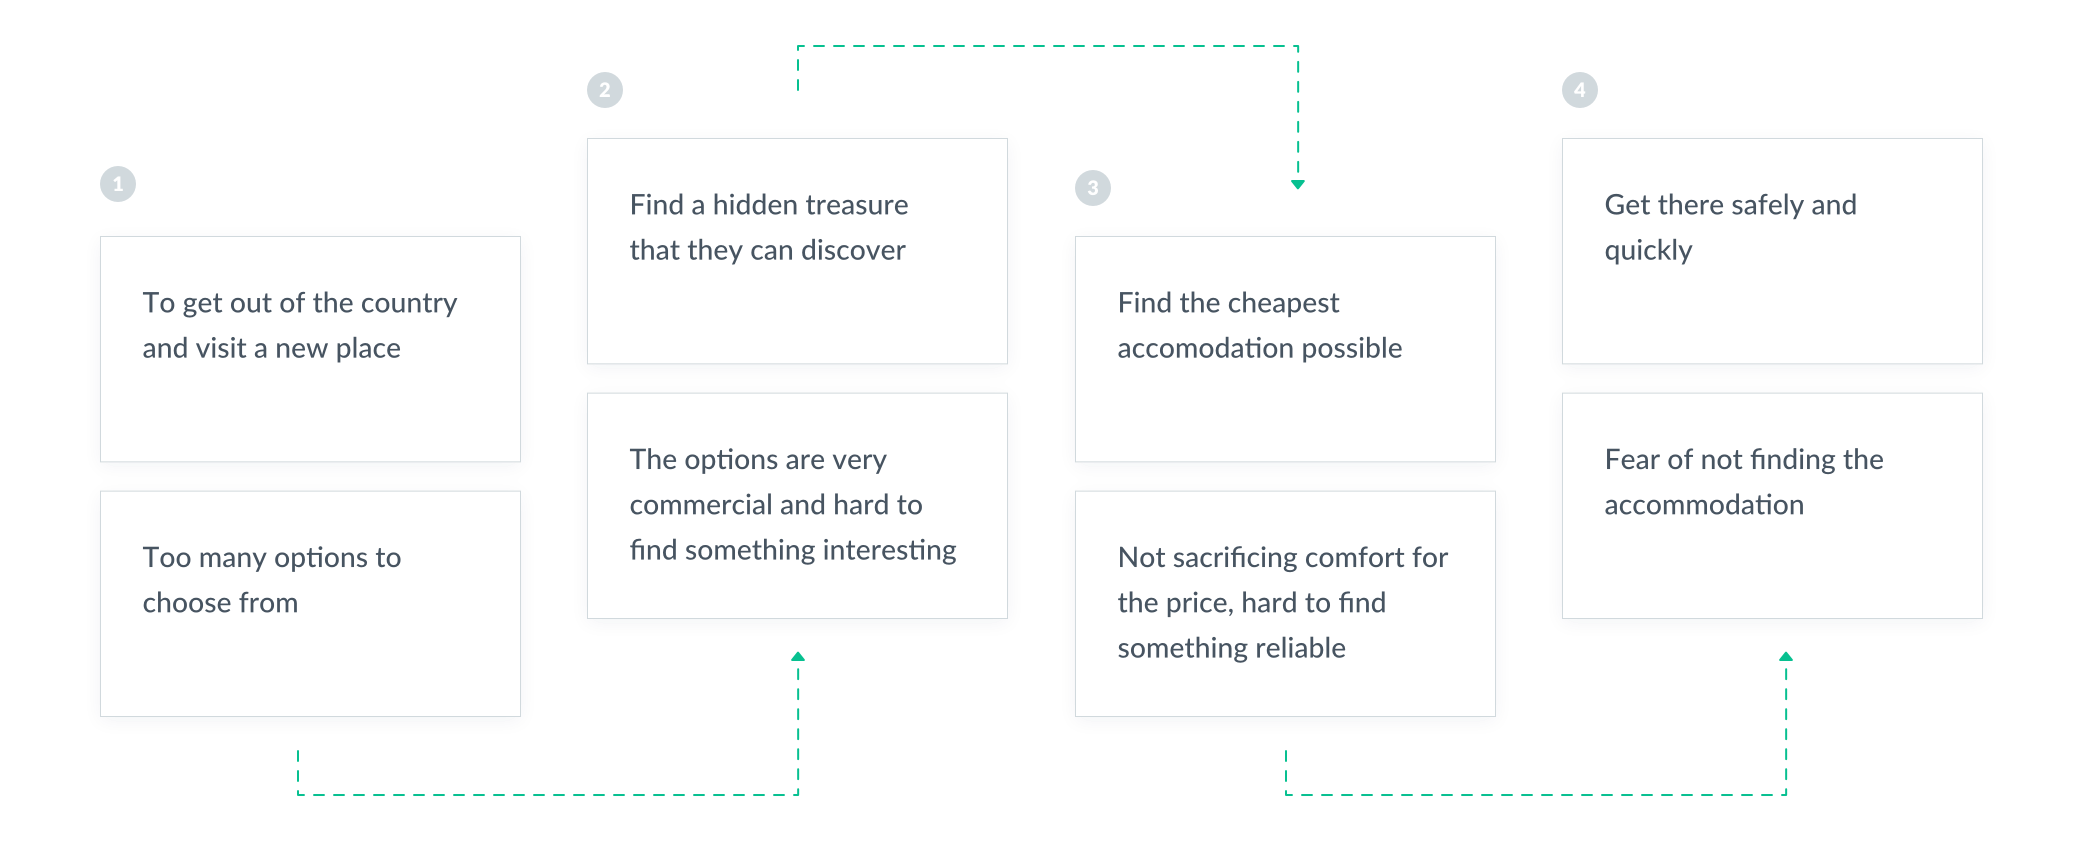 1
To get out of the country
and visit a new place
Too many options to
choose from
2
Find a hidden treasure
that they can discover
The options are very
commercial and hard to
find something interesting
3
Find the cheapest
accomodation possible
Not sacrificing comfort for
the price, hard to find
something reliable
4
Get there safely and
quickly
Fear of not finding the
accommodation